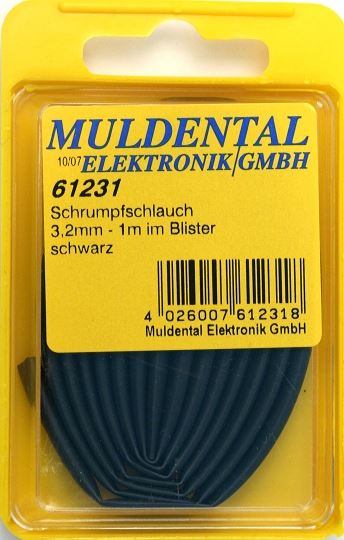 MULDENTAL
10/07 ELEKTRONIK/GMBH
61231
Schrumpfschlauch
3,2mm - 1m im Blister
schwarz
4 026007 612318
Muldental Elektronik GmbH